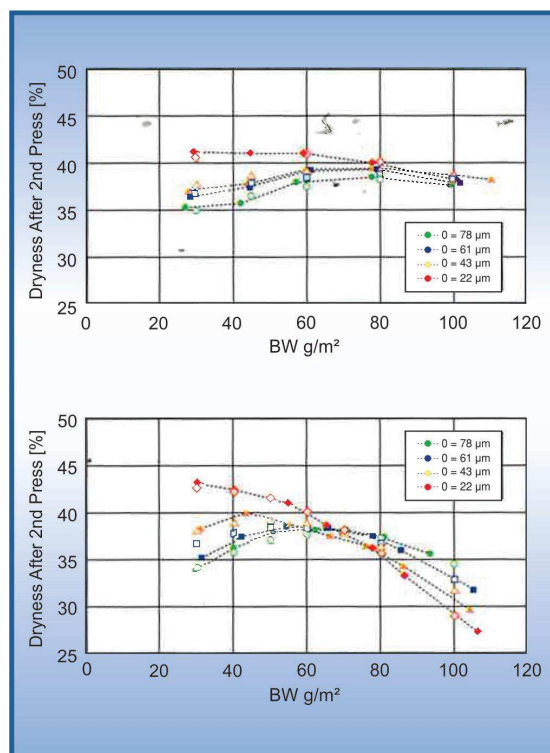 Dryness After 2nd Press [%]
50
45
40
35
30
25
0 = 78 µm
0 = 61 µm
0 = 43 µm
0 = 22 µm
0 20 40 60 80 100 120
BW g/m²
Dryness After 2nd Press [%]
50
45
40
35
30
25
0 = 78 µm
0 = 61 µm
0 = 43 µm
0 = 22 µm
0 20 40 60 80 100 120
BW g/m²